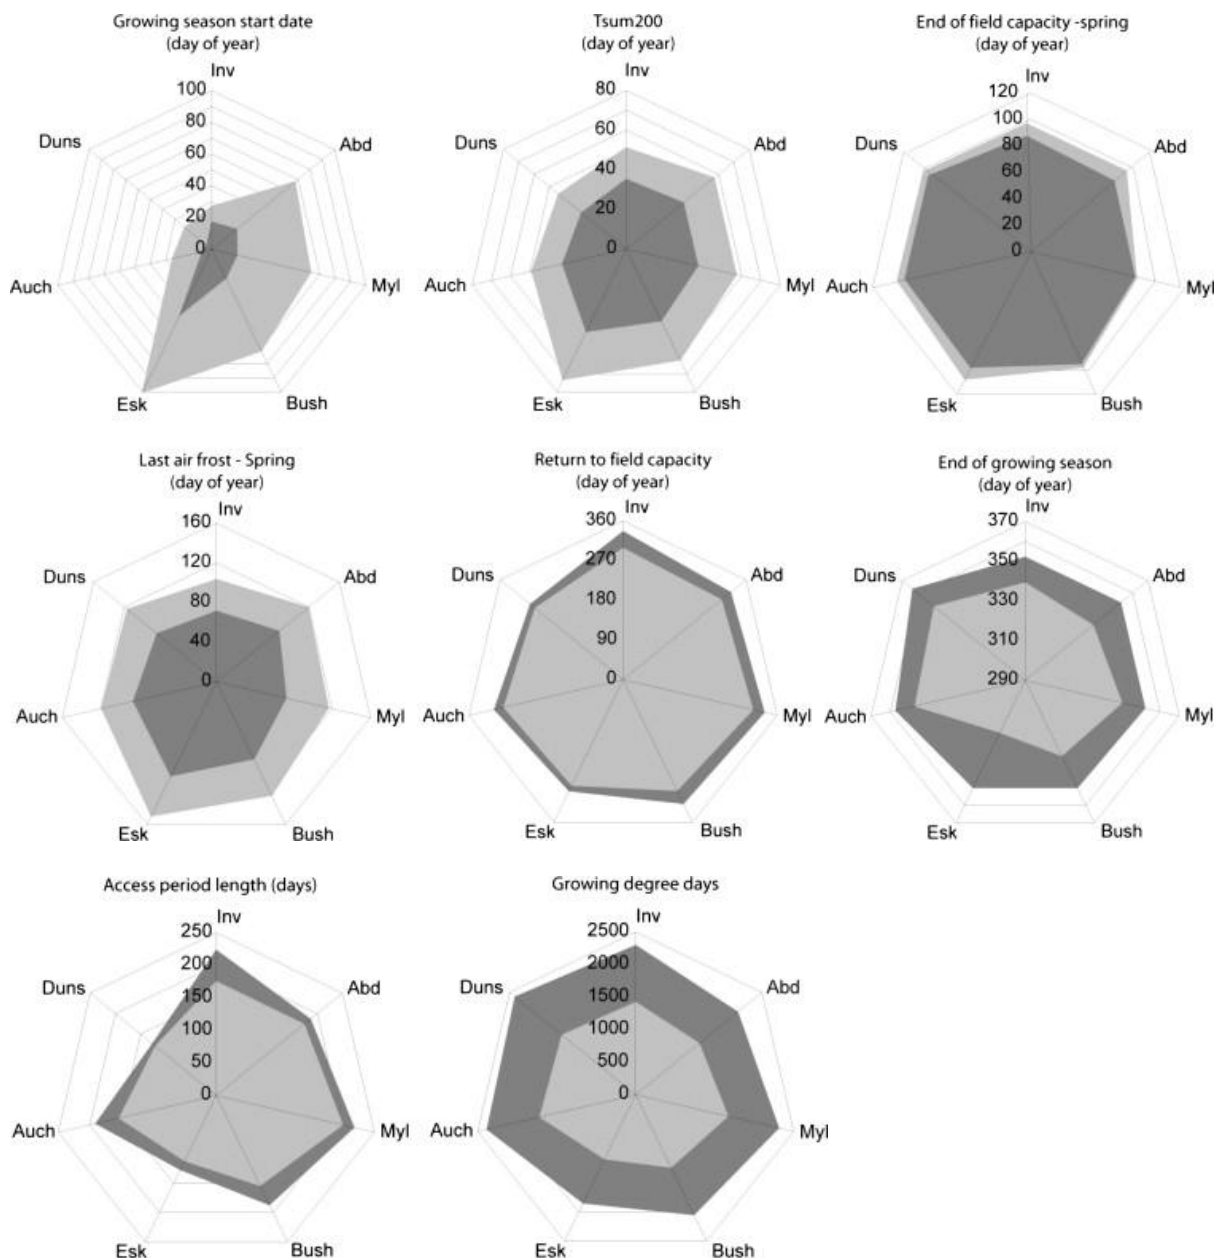 Growing season start date
(day of year)
Inv
100
80
60
40
20
0
Abd
Myl
Bush
Esk
Auch
Duns
Tsum200
(day of year)
Inv
80
60
40
20
0
Abd
Myl
Bush
Esk
Auch
Duns
End of field capacity -spring
(day of year)
Inv
120
100
80
60
40
20
0
Abd
Myl
Bush
Esk
Auch
Duns
Last air frost - Spring
(day of year)
Inv
160
120
80
40
0
Abd
Myl
Bush
Esk
Auch
Duns
Return to field capacity
(day of year)
Inv
360
270
180
90
0
Abd
Myl
Bush
Esk
Auch
Duns
End of growing season
(day of year)
Inv
370
350
330
310
290
Abd
Myl
Bush
Esk
Auch
Duns
Access period length (days)
Inv
250
200
150
100
50
0
Abd
Myl
Bush
Esk
Auch
Duns
Growing degree days
Inv
2500
2000
1500
1000
500
0
Abd
Myl
Bush
Esk
Auch
Duns